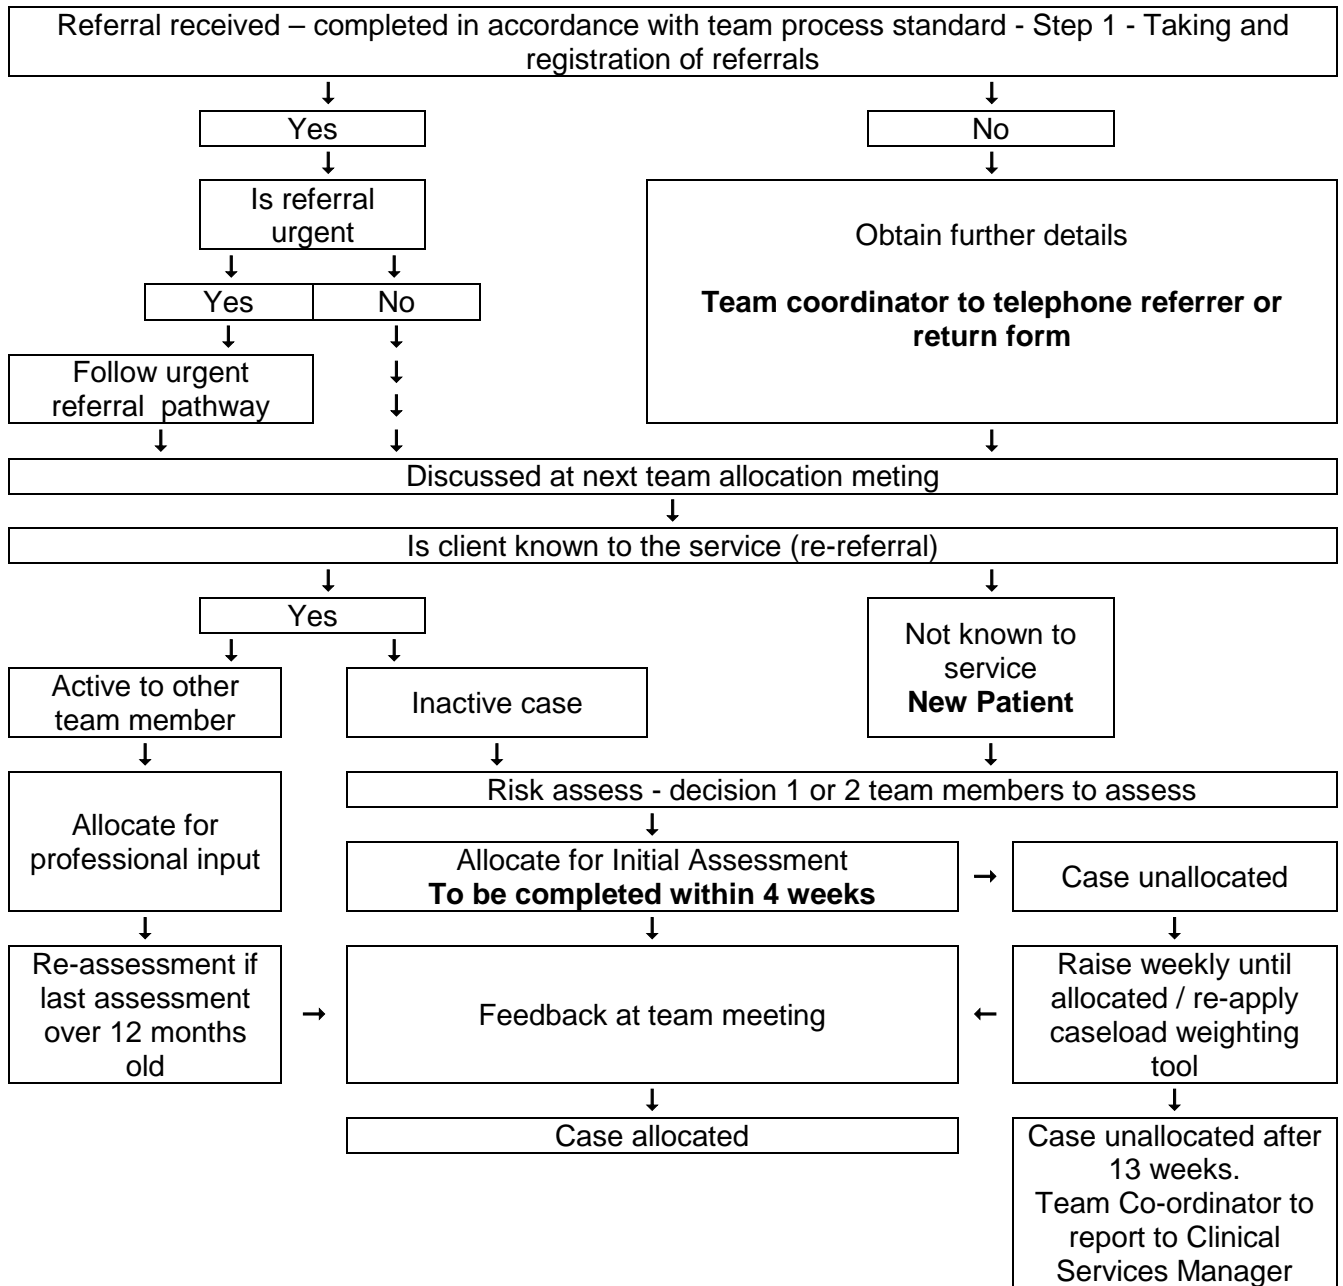 Referral received – completed in accordance with team process standard - Step 1 - Taking and
registration of referrals
Yes
No
Is referral
urgent
Obtain further details
Team coordinator to telephone referrer or
return form
Yes
No
Follow urgent
referral pathway
Discussed at next team allocation meting
Is client known to the service (re-referral)
Yes
Not known to
service
New Patient
Active to other
team member
Inactive case
Risk assess - decision 1 or 2 team members to assess
Allocate for
professional input
Allocate for Initial Assessment
To be completed within 4 weeks
Case unallocated
Re-assessment if
last assessment
over 12 months
old
Feedback at team meeting
Raise weekly until
allocated / re-apply
caseload weighting
tool
Case allocated
Case unallocated after
13 weeks.
Team Co-ordinator to
report to Clinical
Services Manager